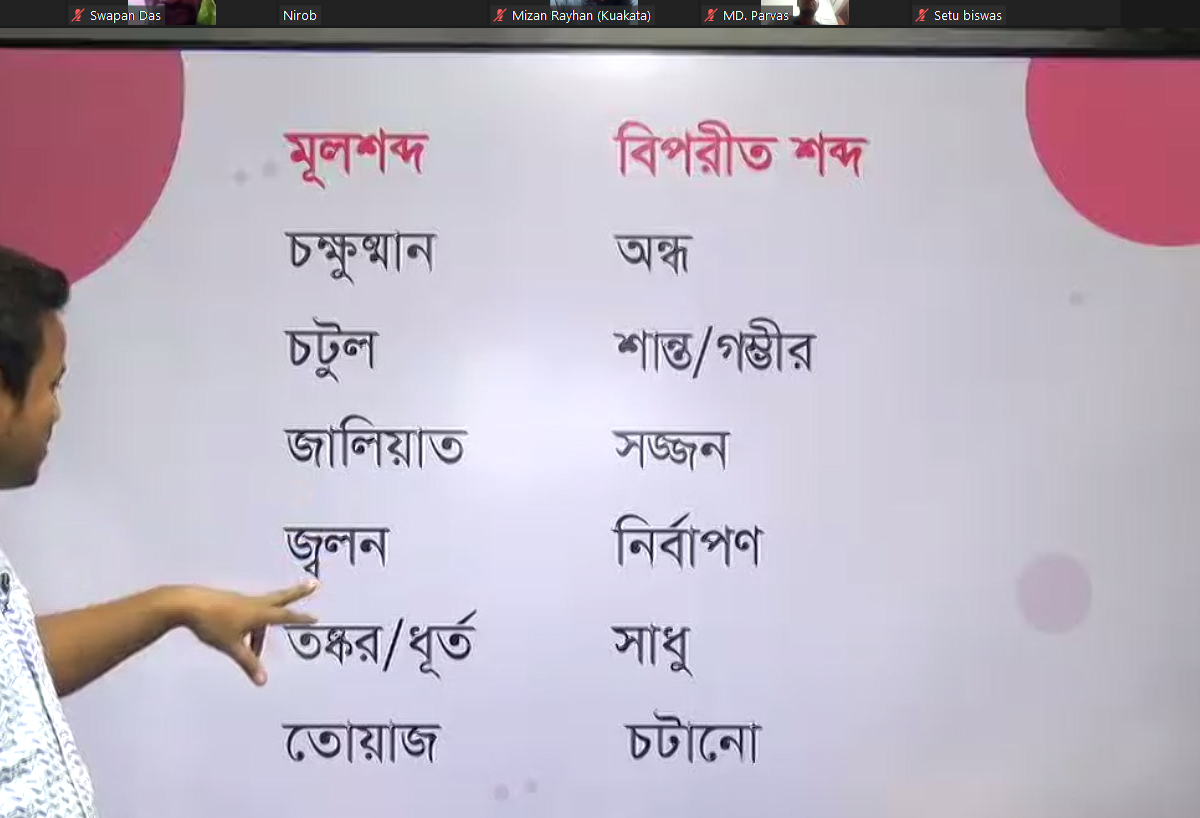 Swapan Das Nirob Mizan Rayhan (Kuakata) MD. Parvas Setu biswas
মূলশব্দ বিপরীত শব্দ
চক্ষুষ্মান অন্ধ
চটুল শান্ত/গম্ভীর
জালিয়াত সজ্জন
জ্বলন নির্বাপণ
তস্কর/ধূর্ত সাধু
তোয়াজ চটানো